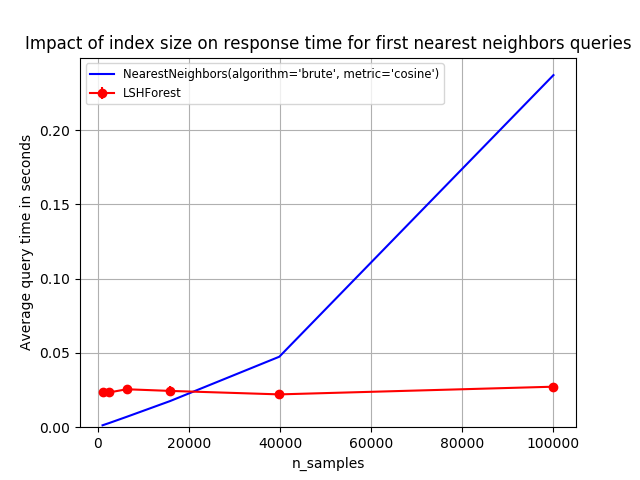 Impact of index size on response time for first nearest neighbors queries
NearestNeighbors(algorithm='brute', metric='cosine')
LSHForest
Average query time in seconds
0.20
0.15
0.10
0.05
0.00
0 20000 40000 60000 80000 100000
n_samples